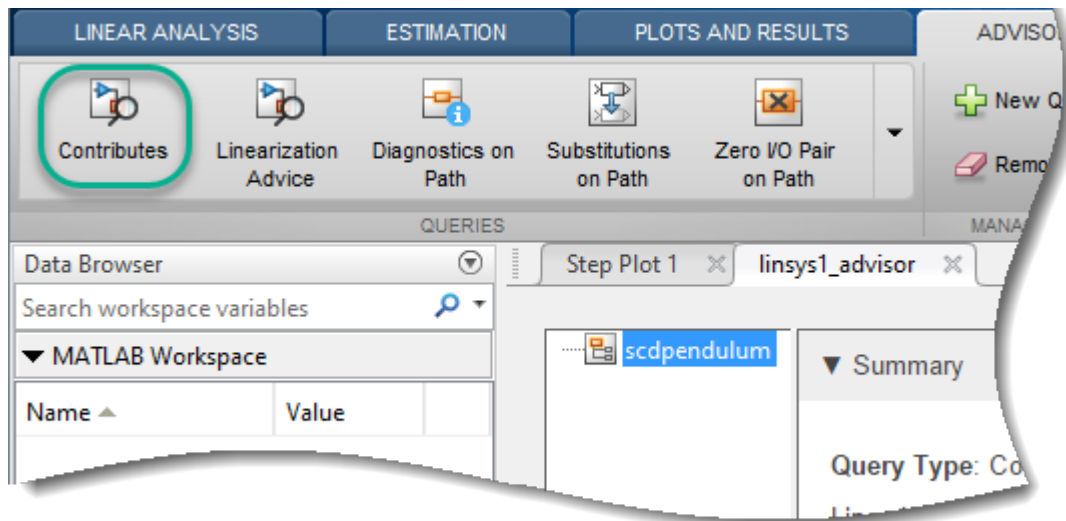 LINEAR ANALYSIS ESTIMATION PLOTS AND RESULTS
Contributes Linearization Diagnostics on Substitutions Zero I/O Pair New
Advice Path on Path on Path
QUERIES
Data Browser Step Plot 1 linsys1_advisor
Search workspace variables
MATLAB Workspace scdpendulum
Summary
Name Value
Query Type: